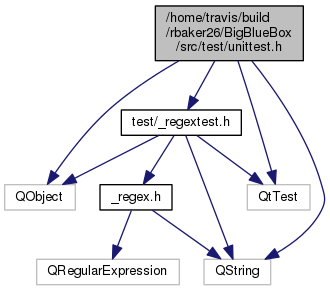 /home/travis/build
/rbaker26/BigBlueBox
/src/test/unittest.h
test/_regextest.h
QObject
_regex.h
QtTest
QRegularExpression
QString